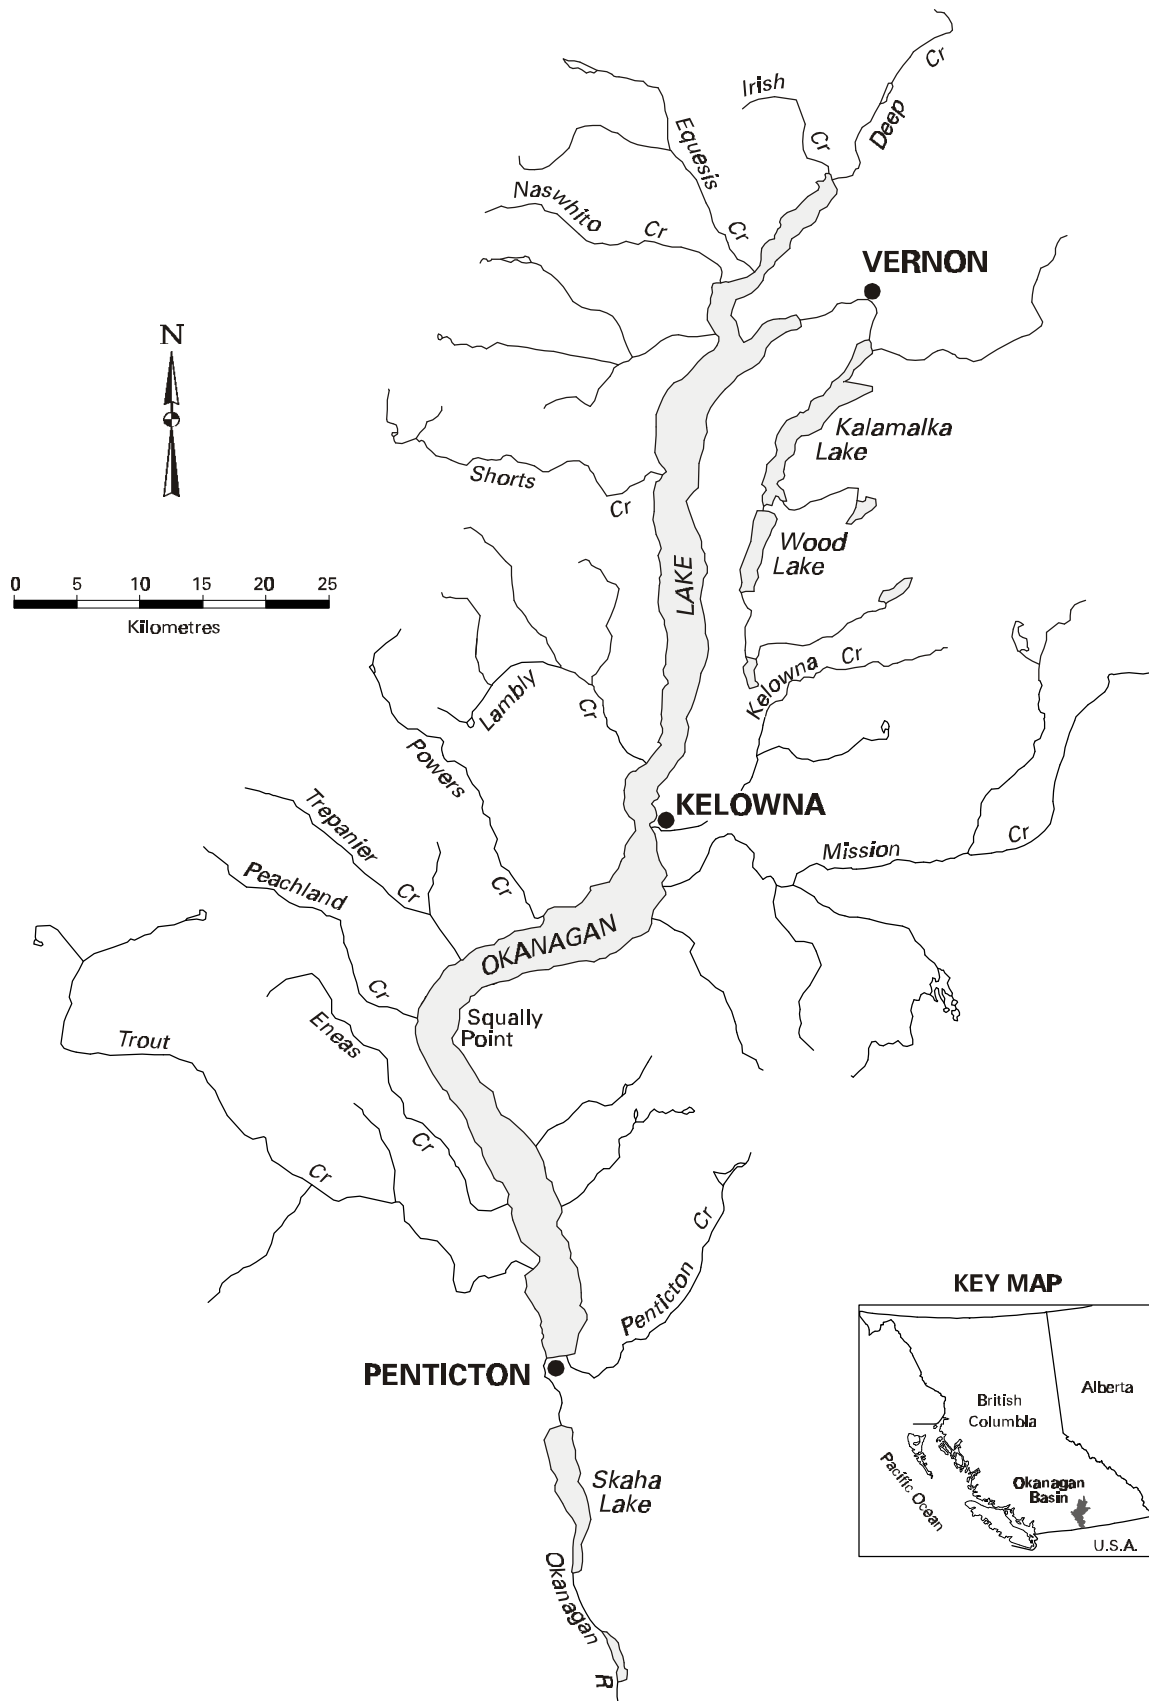 Cr
Irish
Deep
Equesis
Cr
Cr
Naswhito
Cr
VERNON
N
Kalamalka
Lake
Shorts
Cr
Wood
Lake
LAKE
0 5 10 15 20 25
Kilometres
Kelowna Cr
Lambly
Cr
Powers
KELOWNA
Trepanier
Cr
Mission
Cr
Peachland
Cr
Cr
OKANAGAN
Cr
Squally
Point
Eneas
Trout
Cr
Cr
Cr
Penticton
KEY MAP
PENTICTON
Alberta
British
Columbia
Skaha
Lake
Okanagan
Basin
Pacific Ocean
U.S.A.
Okanagan
R